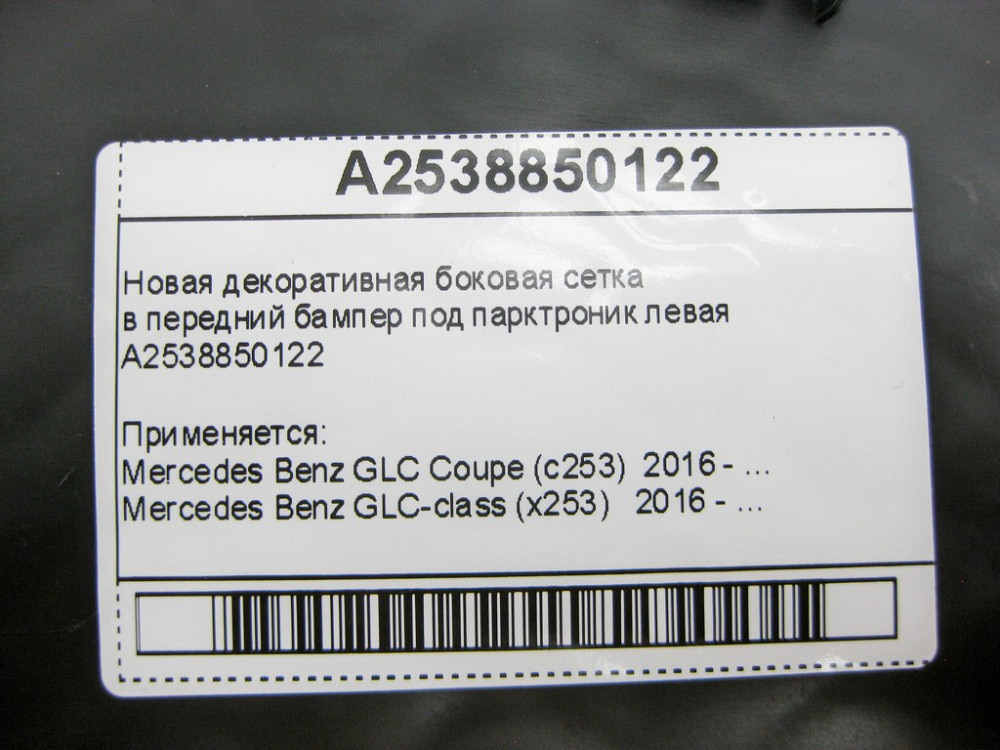 A2538850122
Новая декоративная боковая сетка
в передний бампер под парктроник левая
A2538850122
Применяется:
Mercedes Benz GLC Coupe (c253) 2016 - ...
Mercedes Benz GLC-class (x253) 2016 - ...